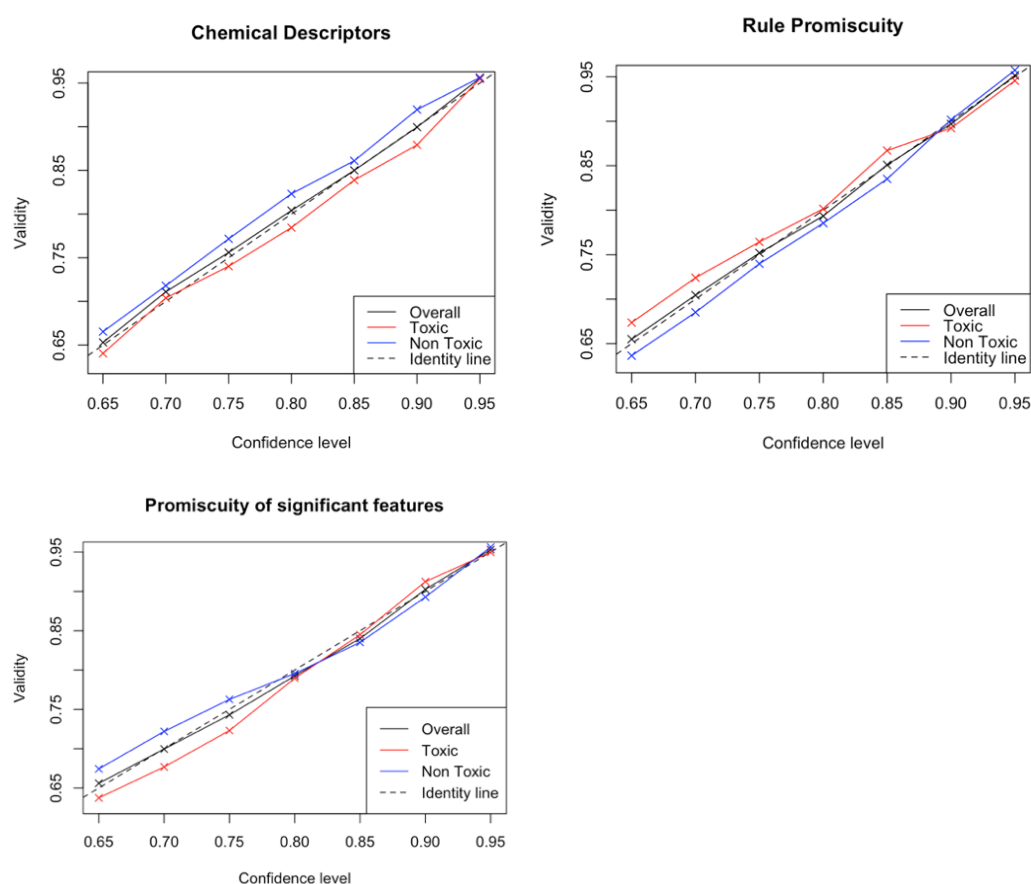 Chemical Descriptors
Validity
0.95
0.85
0.75
0.65
Overall
Toxic
Non Toxic
Identity line
0.65 0.70 0.75 0.80 0.85 0.90 0.95
Confidence level
Rule Promiscuity
Validity
0.95
0.85
0.75
0.65
Overall
Toxic
Non Toxic
Identity line
0.65 0.70 0.75 0.80 0.85 0.90 0.95
Confidence level
Promiscuity of significant features
Validity
0.95
0.85
0.75
0.65
Overall
Toxic
Non Toxic
Identity line
0.65 0.70 0.75 0.80 0.85 0.90 0.95
Confidence level